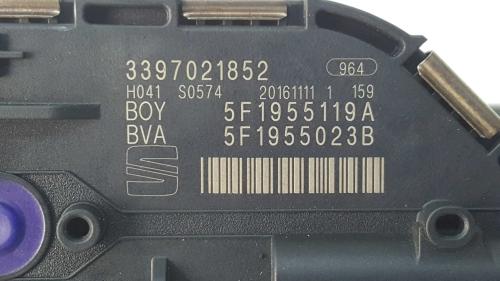 3397021852 964
H041 S0574 20161111 1 159
BOY 5F1955119A
BVA 5F1955023B